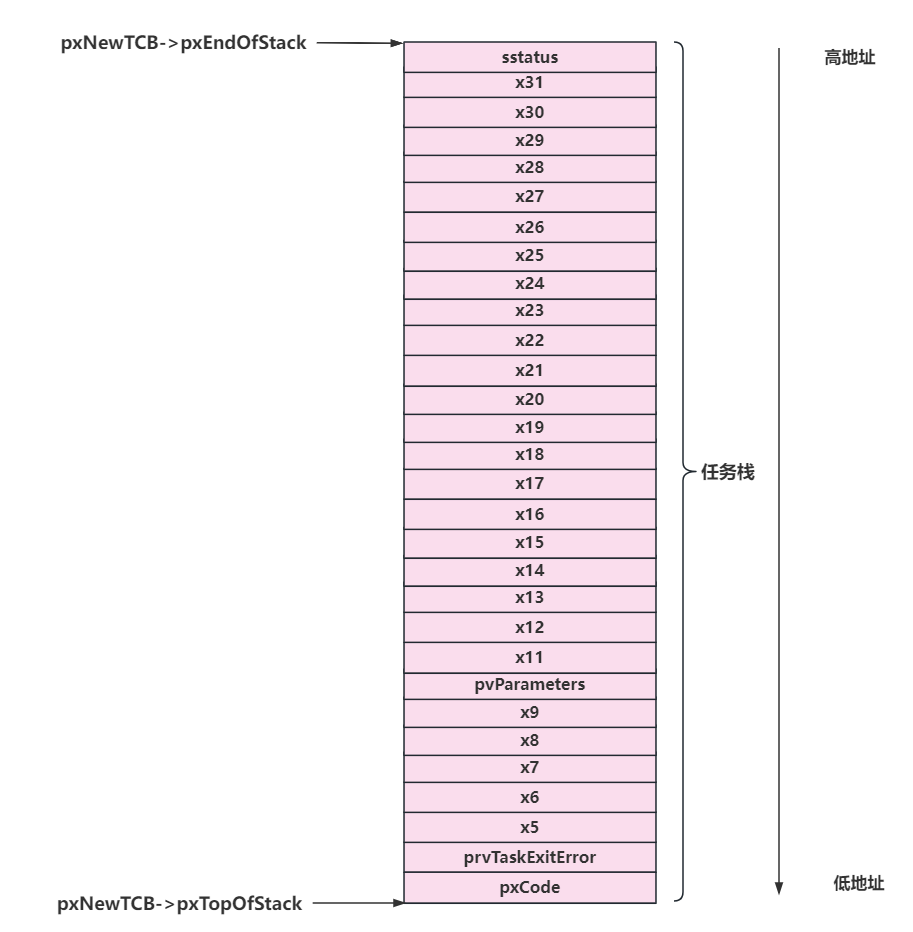 pxNewTCB->pxEndOfStack
高地址
sstatus
x31
x30
x29
x28
x27
x26
x25
x24
x23
x22
x21
x20
x19
x18
任务栈
x17
x16
x15
x14
x13
x12
x11
pvParameters
x9
x8
x7
x6
x5
prvTaskExitError
pxCode
低地址
pxNewTCB->pxTopOfStack